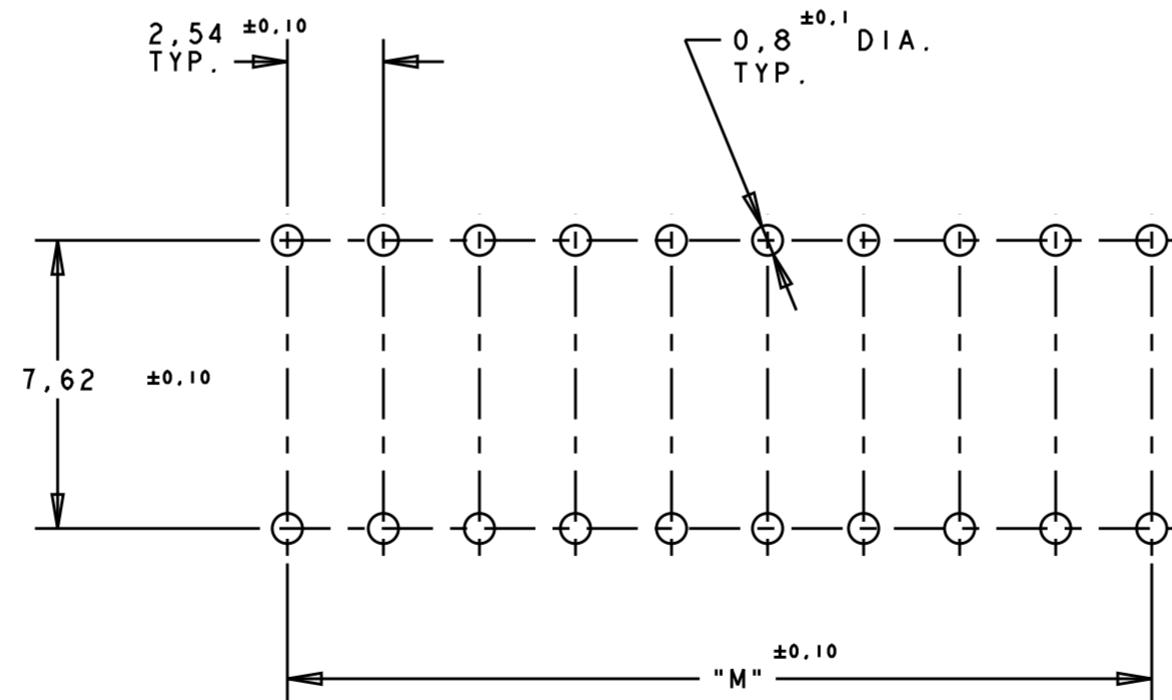 2,54 ±0,10
TYP.
0,8 ±0,1 DIA.
TYP.
7,62 ±0,10
"M" ±0,10